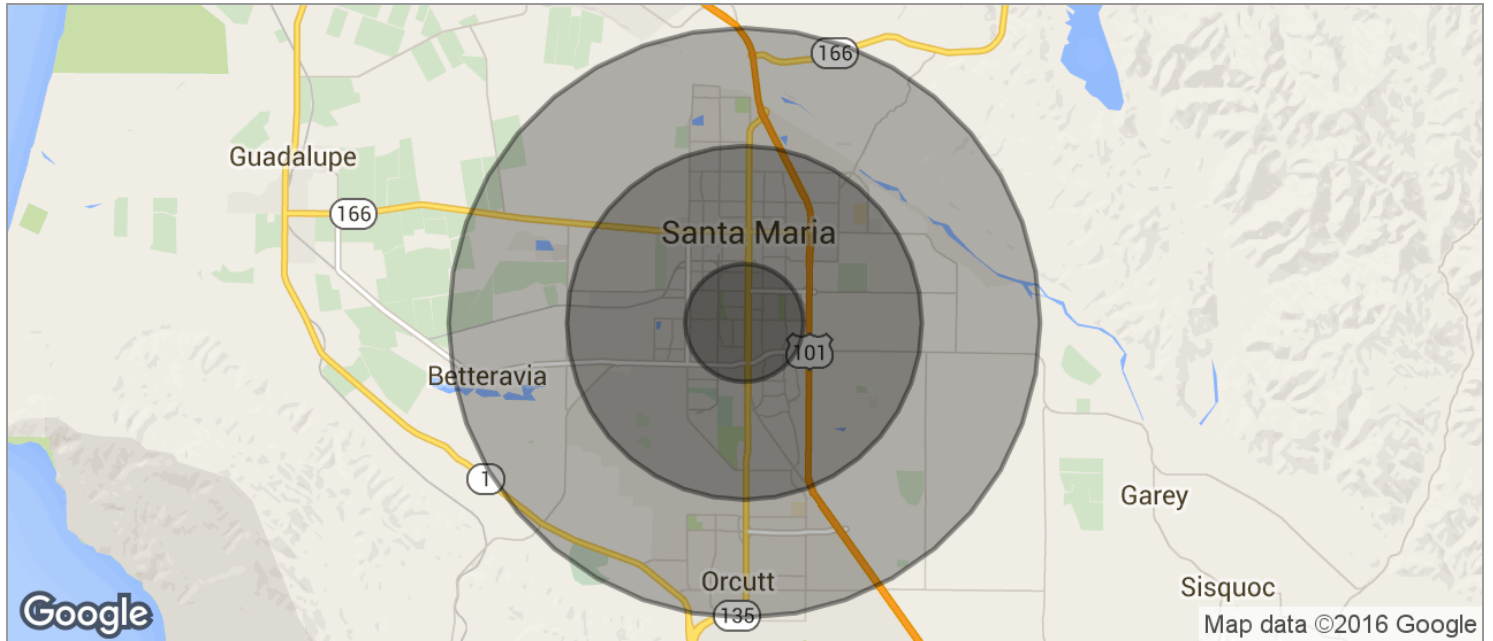 166
Guadalupe
166
Santa Maria
101
Betteravia
1
Garey
Orcutt
Sisquoc
135
Google
Map data ©2016 Google